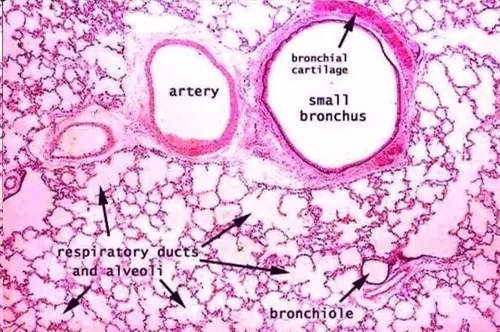 bronchial
cartilage
artery
small
bronchus
respiratory ducts
and alveoli
bronchiole